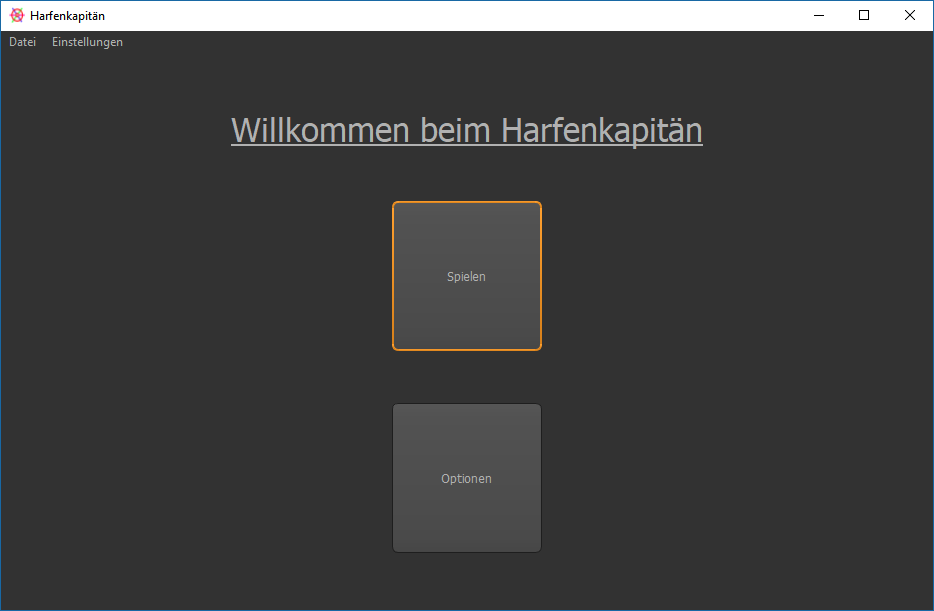 Harfenkapitän
Datei Einstellungen
Willkommen beim Harfenkapitän
Spielen
Optionen